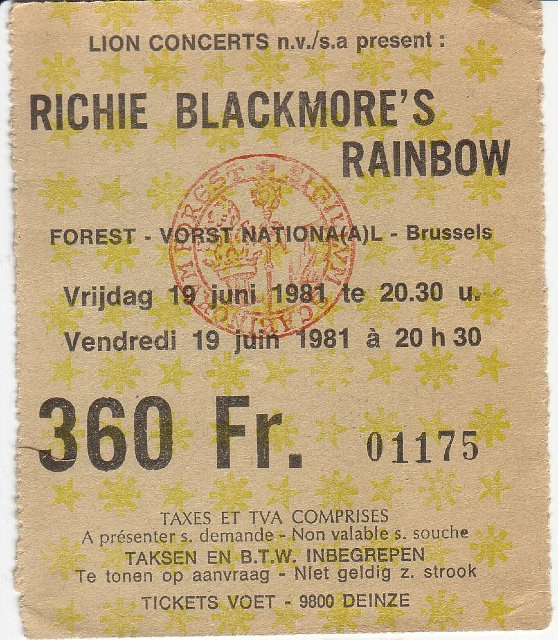 LION CONCERTS n.v./s.a present :
RICHIE BLACKMORE'S
RAINBOW
FOREST - VORST NATIONA(A)L - Brussels
Vrijdag 19 juni 1981 te 20.30 u.
Vendredi 19 juin 1981 à 20 h 30
360 Fr.
01175
TAXES ET TVA COMPRISES
A présenter s. demande - Non valable s. souche
TAKSEN EN B.T.W. INBEGREPEN
Te tonen op aanvraag - Niet geldig z. strook
TICKETS VOET - 9800 DEINZE